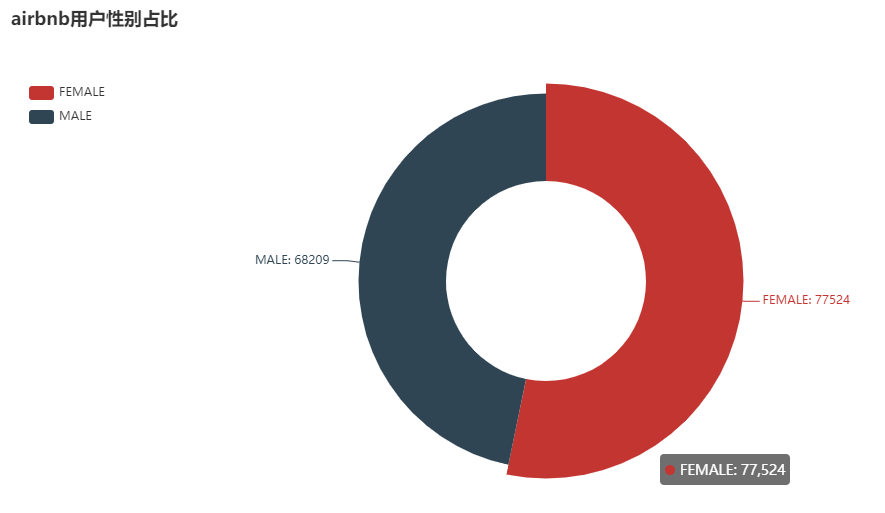 airbnb用户性别占比
FEMALE
MALE
MALE: 68209
FEMALE: 77524
FEMALE: 77,524